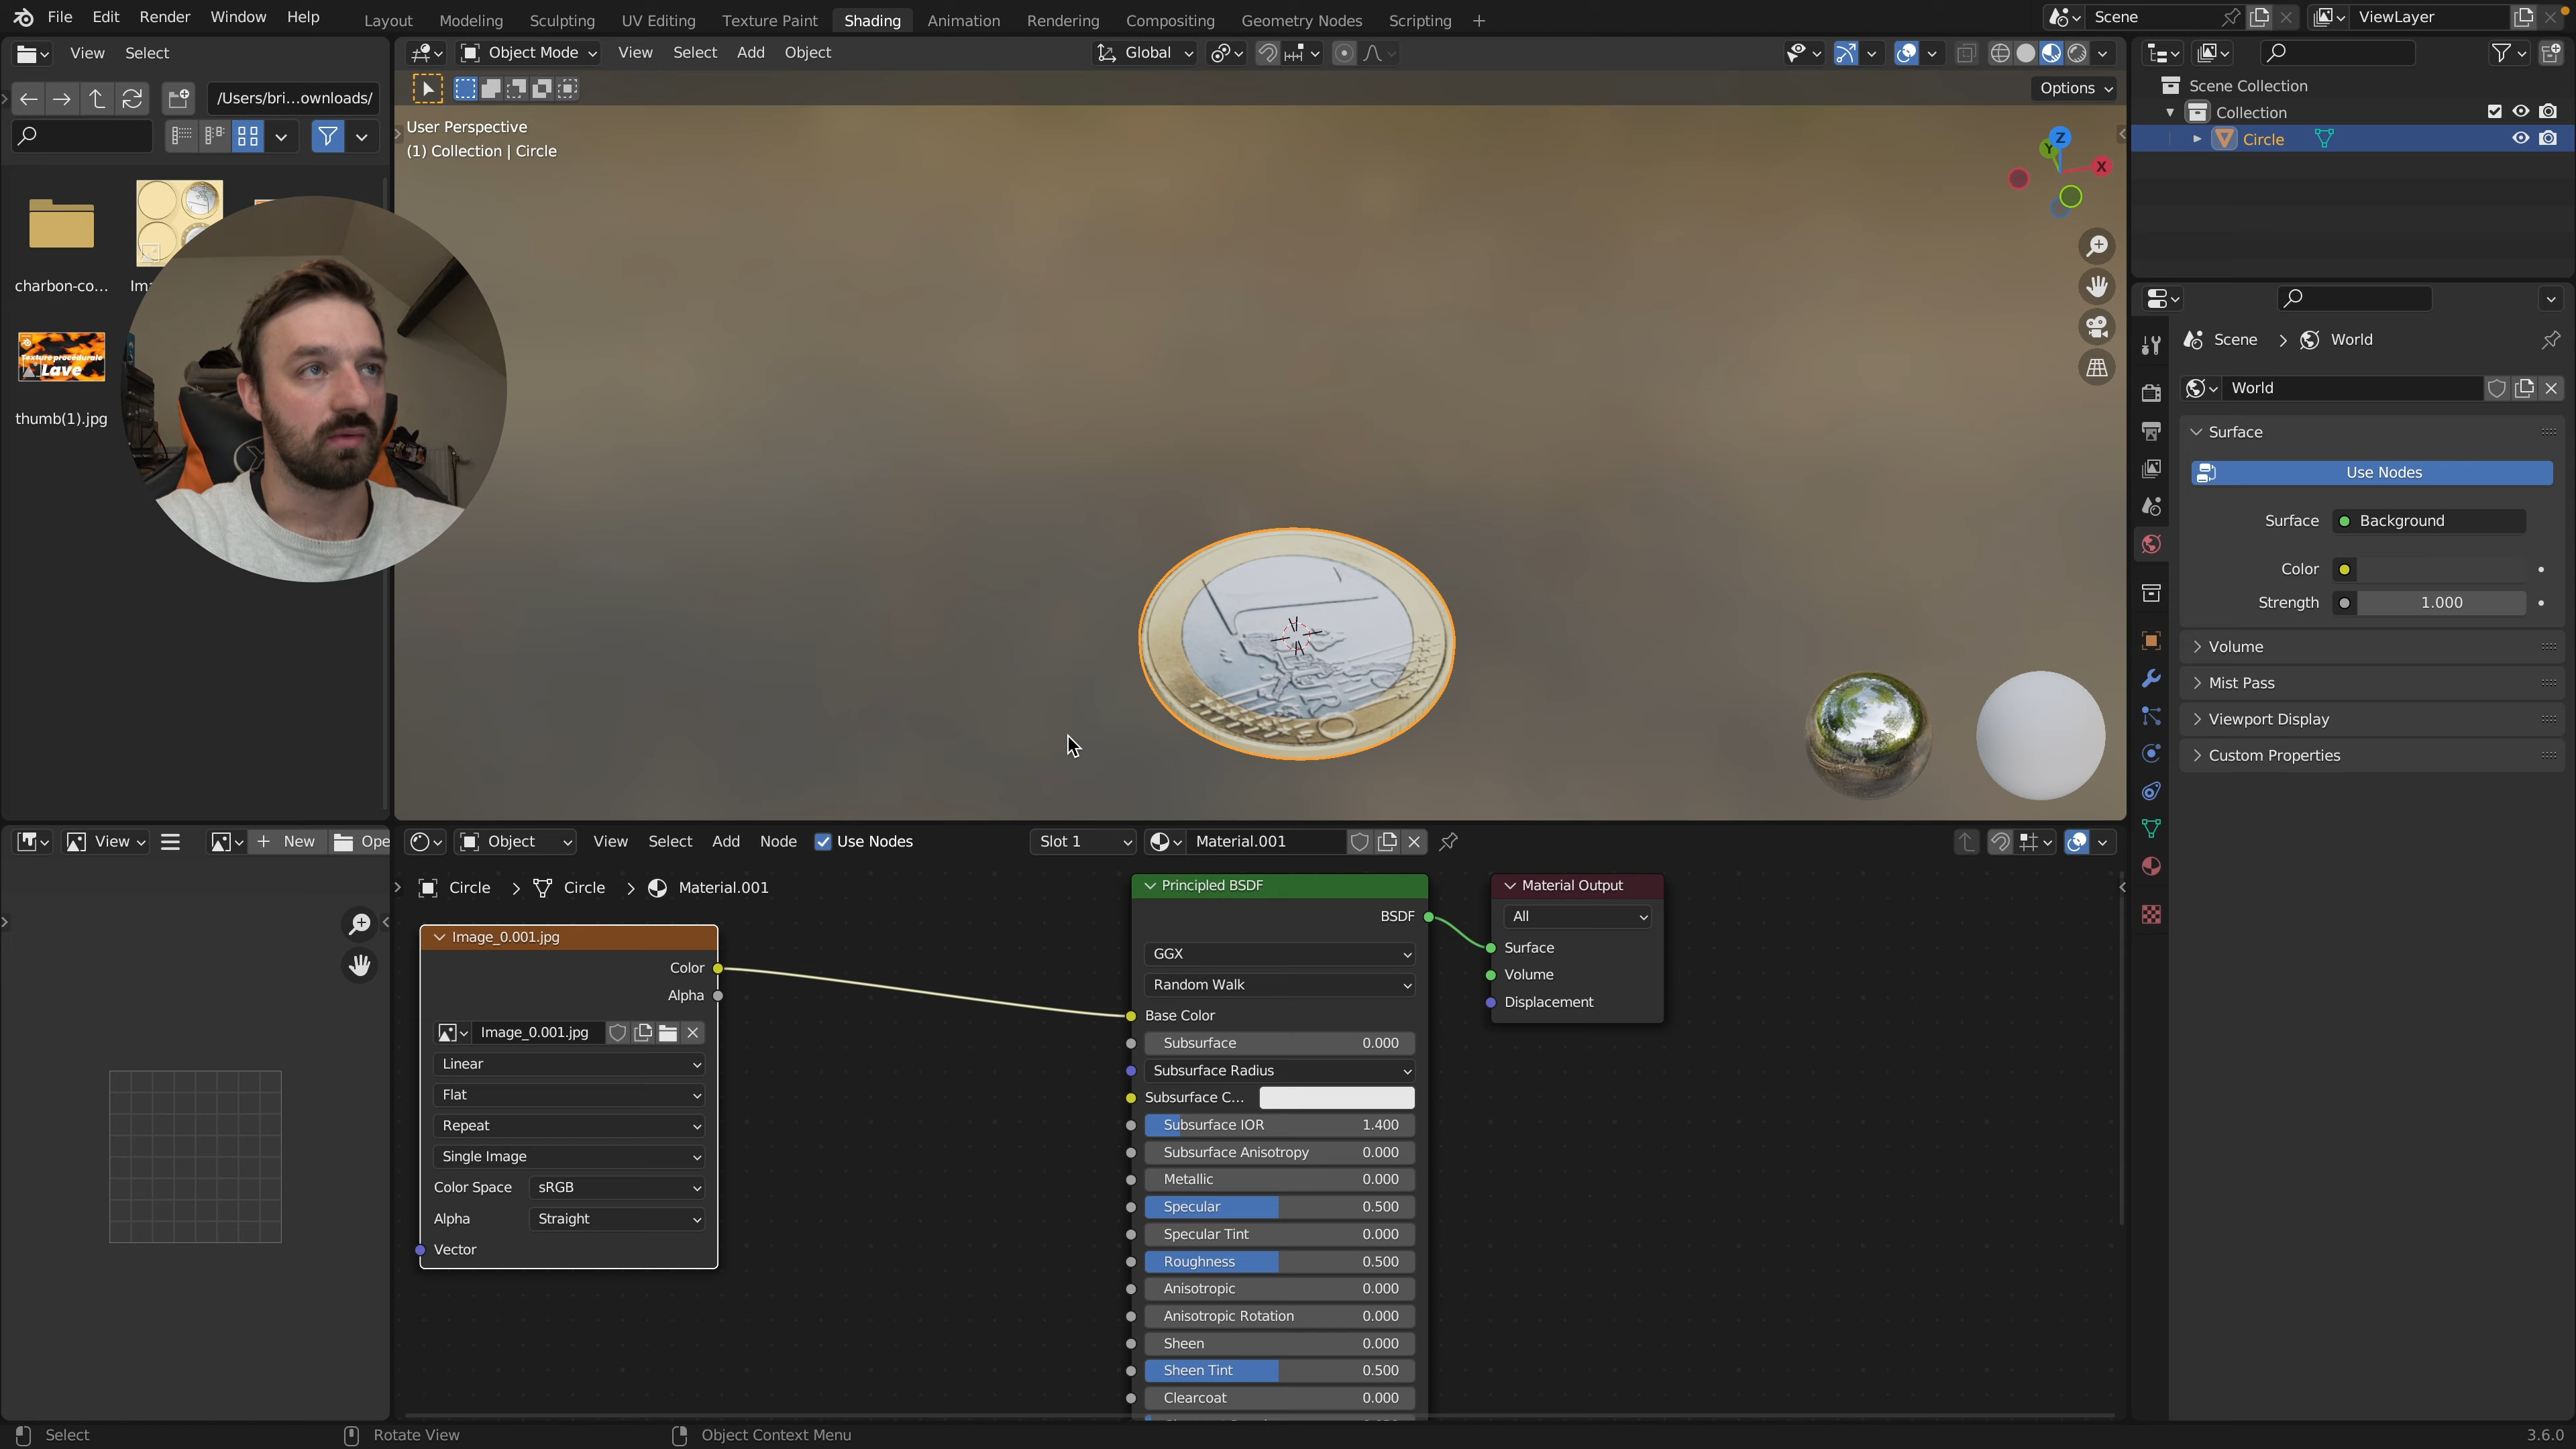 File Edit Render Window Help
Layout Modeling Sculpting UV Editing Texture Paint Shading Animation Rendering Compositing Geometry Nodes Scripting +
Scene
ViewLayer
View Select
Object Mode View Select Add Object
Global
/Users/bri...ownloads/
Options
User Perspective
(1) Collection | Circle
Z
Y
X
Scene Collection
Collection
Circle
charbon-co...
Texture procédurale
Lave
thumb(1).jpg
Scene > World
World
Surface
Use Nodes
Surface Background
Color
Strength 1.000
Volume
Mist Pass
Viewport Display
Custom Properties
View
+ New
Ope
Object View Select Add Node Use Nodes
Slot 1
Material.001
Circle > Circle > Material.001
Image_0.001.jpg
Color
Alpha
Image_0.001.jpg
Linear
Flat
Repeat
Single Image
Color Space sRGB
Alpha Straight
Vector
Principled BSDF
BSDF
GGX
Random Walk
Base Color
Subsurface 0.000
Subsurface Radius
Subsurface C...
Subsurface IOR 1.400
Subsurface Anisotropy 0.000
Metallic 0.000
Specular 0.500
Specular Tint 0.000
Roughness 0.500
Anisotropic 0.000
Anisotropic Rotation 0.000
Sheen 0.000
Sheen Tint 0.500
Clearcoat 0.000
Material Output
All
Surface
Volume
Displacement
Select
Rotate View
Object Context Menu
3.6.0